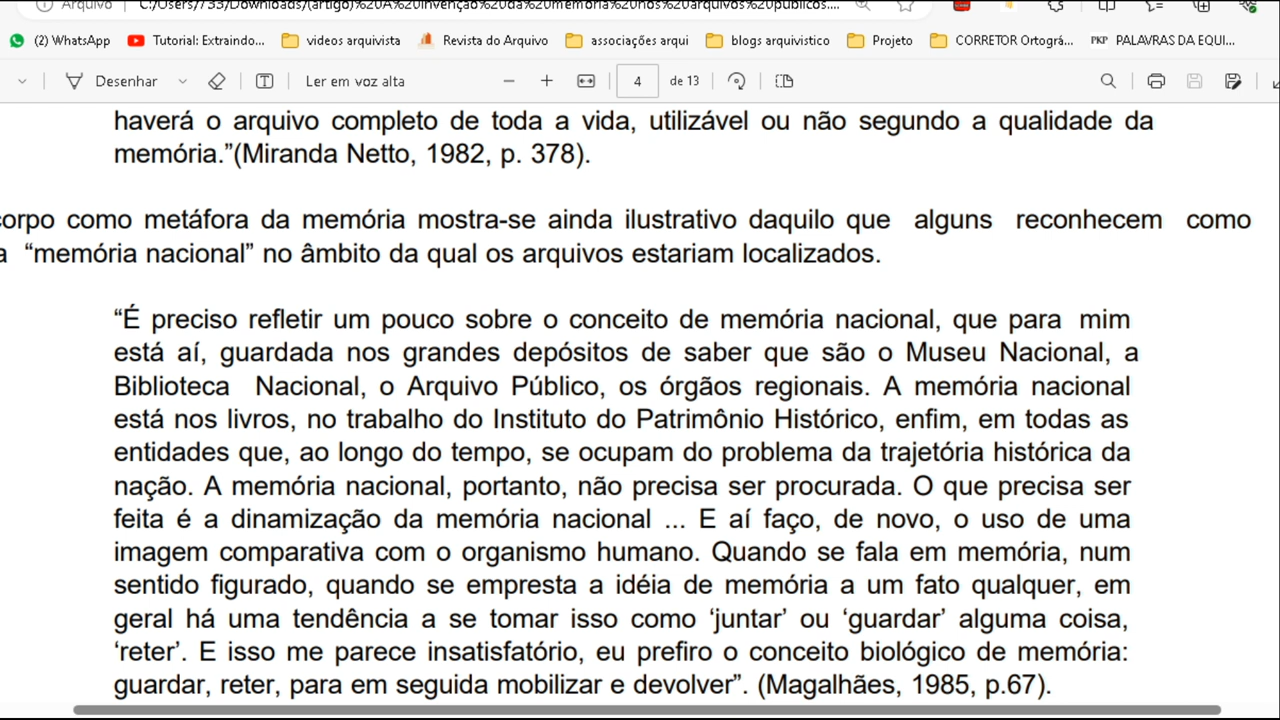 Arquivo C:/Users/733/Downloads/(artigo)%20A%20invenção%20da%20memória%20nos%20arquivos%20públicos....
(2) WhatsApp Tutorial: Extraindo... videos arquivista Revista do Arquivo associações arqui blogs arquivistico Projeto CORRETOR Ortográ... PKP PALAVRAS DA EQUI...
Desenhar Ler em voz alta 4 de 13
haverá o arquivo completo de toda a vida, utilizável ou não segundo a qualidade da
memória.”(Miranda Netto, 1982, p. 378).
corpo como metáfora da memória mostra-se ainda ilustrativo daquilo que alguns reconhecem como
a “memória nacional” no âmbito da qual os arquivos estariam localizados.
“É preciso refletir um pouco sobre o conceito de memória nacional, que para mim
está aí, guardada nos grandes depósitos de saber que são o Museu Nacional, a
Biblioteca Nacional, o Arquivo Público, os órgãos regionais. A memória nacional
está nos livros, no trabalho do Instituto do Patrimônio Histórico, enfim, em todas as
entidades que, ao longo do tempo, se ocupam do problema da trajetória histórica da
nação. A memória nacional, portanto, não precisa ser procurada. O que precisa ser
feita é a dinamização da memória nacional ... E aí faço, de novo, o uso de uma
imagem comparativa com o organismo humano. Quando se fala em memória, num
sentido figurado, quando se empresta a idéia de memória a um fato qualquer, em
geral há uma tendência a se tomar isso como ‘juntar’ ou ‘guardar’ alguma coisa,
‘reter’. E isso me parece insatisfatório, eu prefiro o conceito biológico de memória:
guardar, reter, para em seguida mobilizar e devolver”. (Magalhães, 1985, p.67).